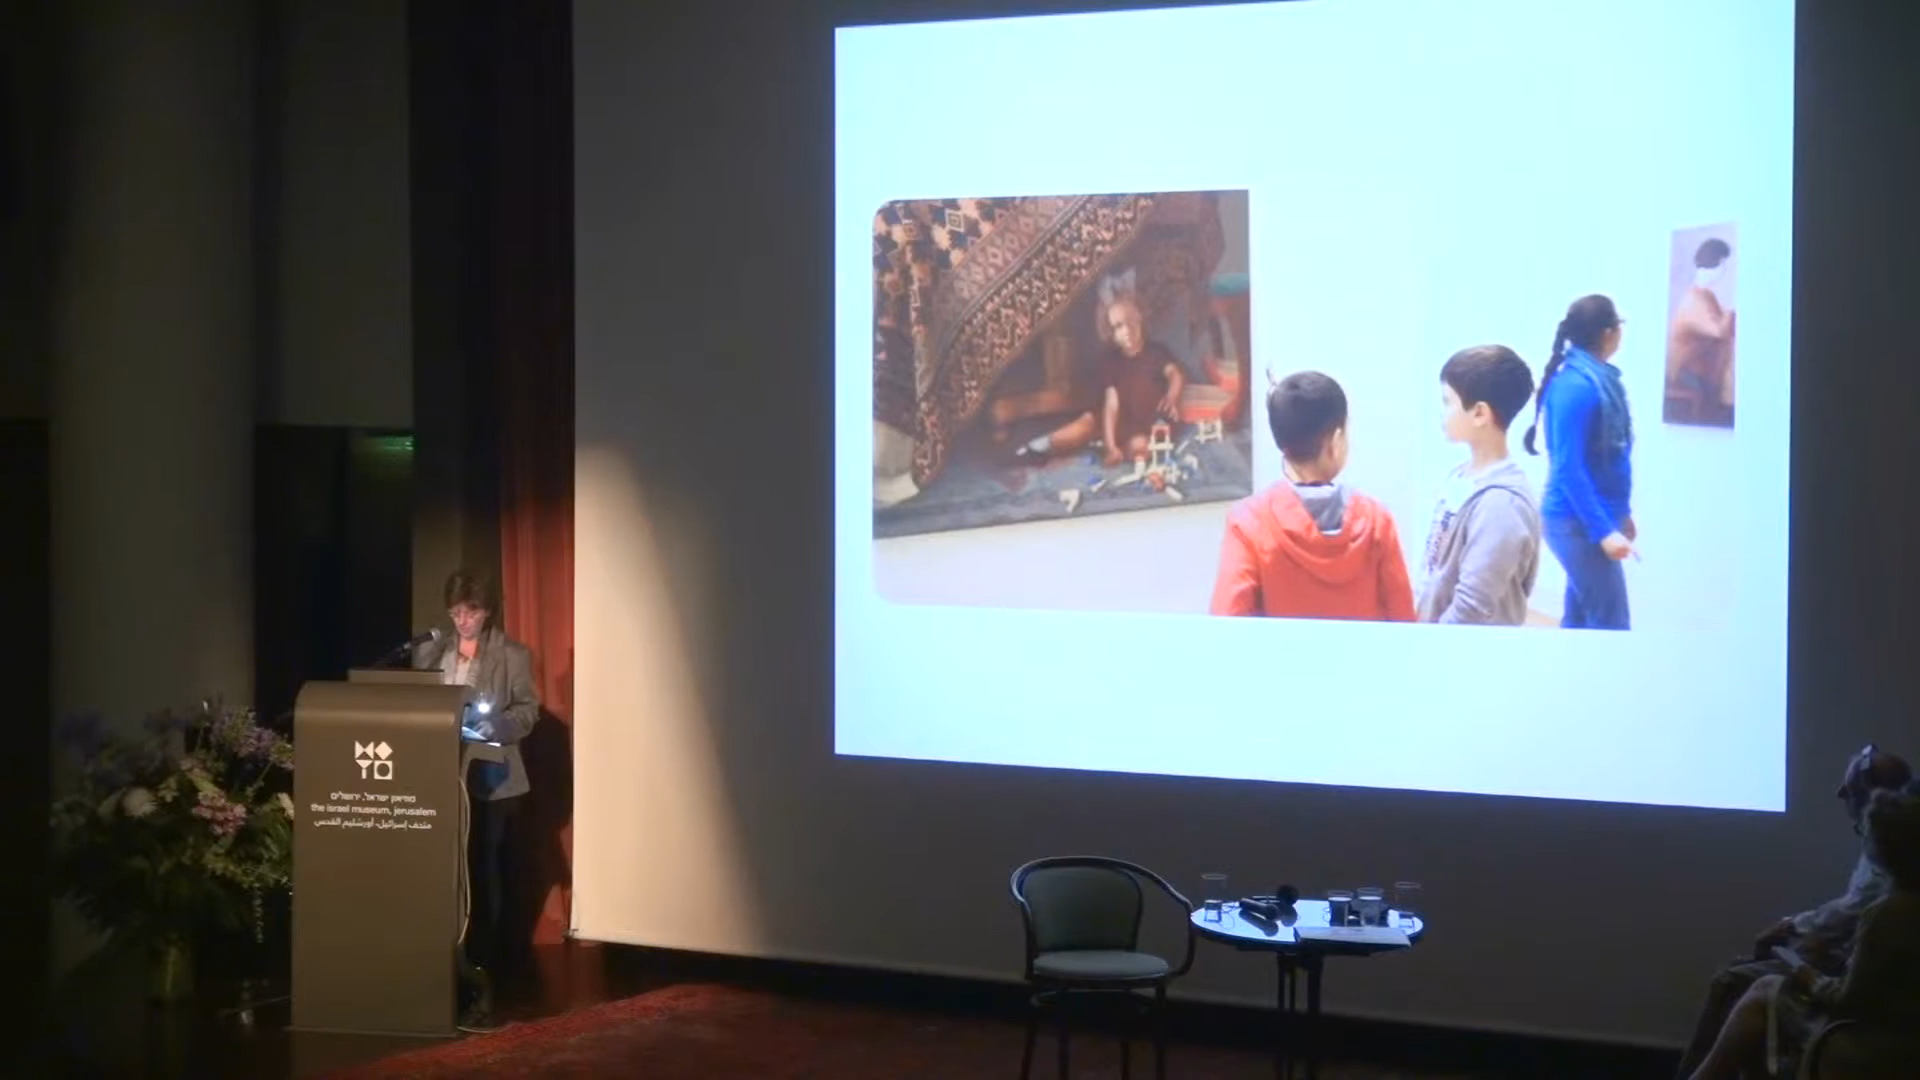 מוזיאון ישראל, ירושלים
the israel museum, jerusalem
متحف إسرائيل، أورشليم القدس